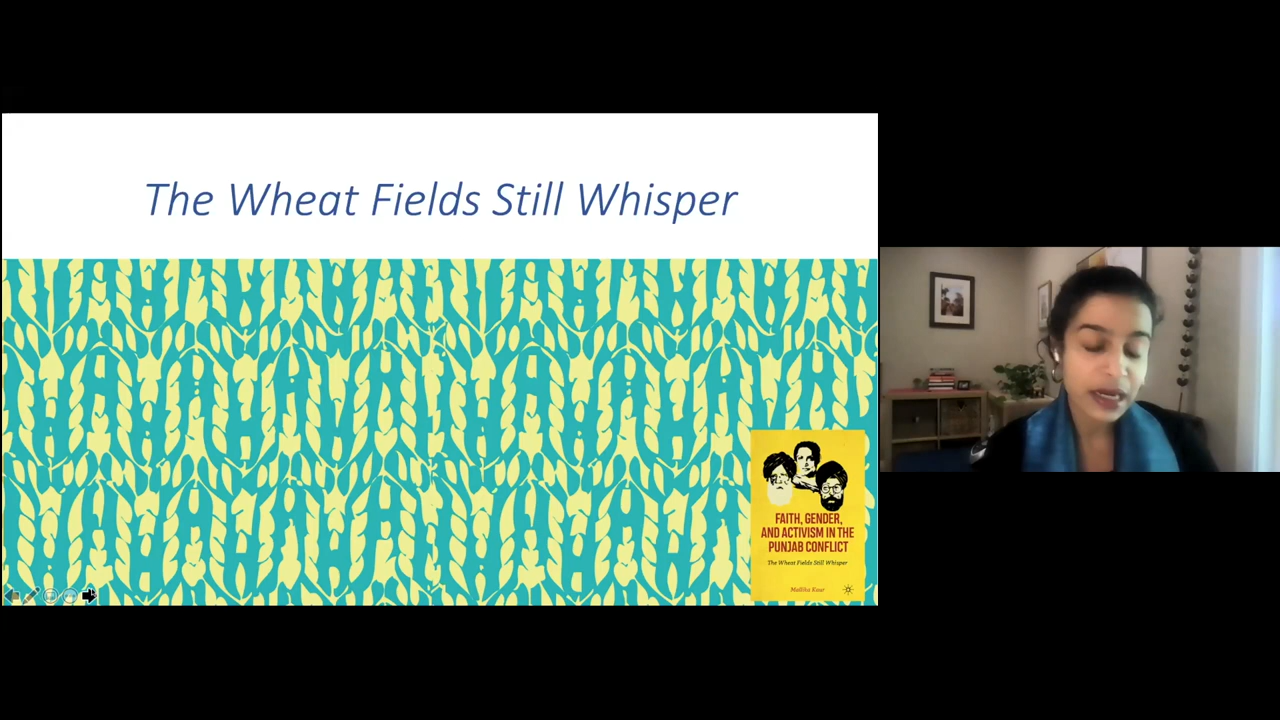 The Wheat Fields Still Whisper
FAITH, GENDER,
AND ACTIVISM IN THE
PUNJAB CONFLICT
The Wheat Fields Still Whisper
Mallika Kaur